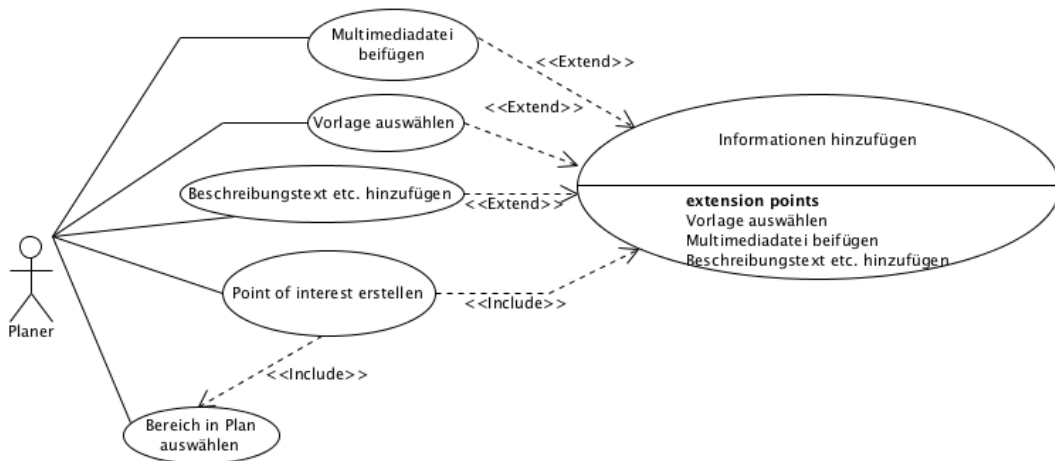 Multimediadatei
beifügen
<<Extend>>
<<Extend>>
Vorlage auswählen
Informationen hinzufügen
Beschreibungstext etc. hinzufügen
<<Extend>>
extension points
Vorlage auswählen
Multimediadatei beifügen
Beschreibungstext etc. hinzufügen
Point of interest erstellen
<<Include>>
Planer
<<Include>>
Bereich in Plan
auswählen